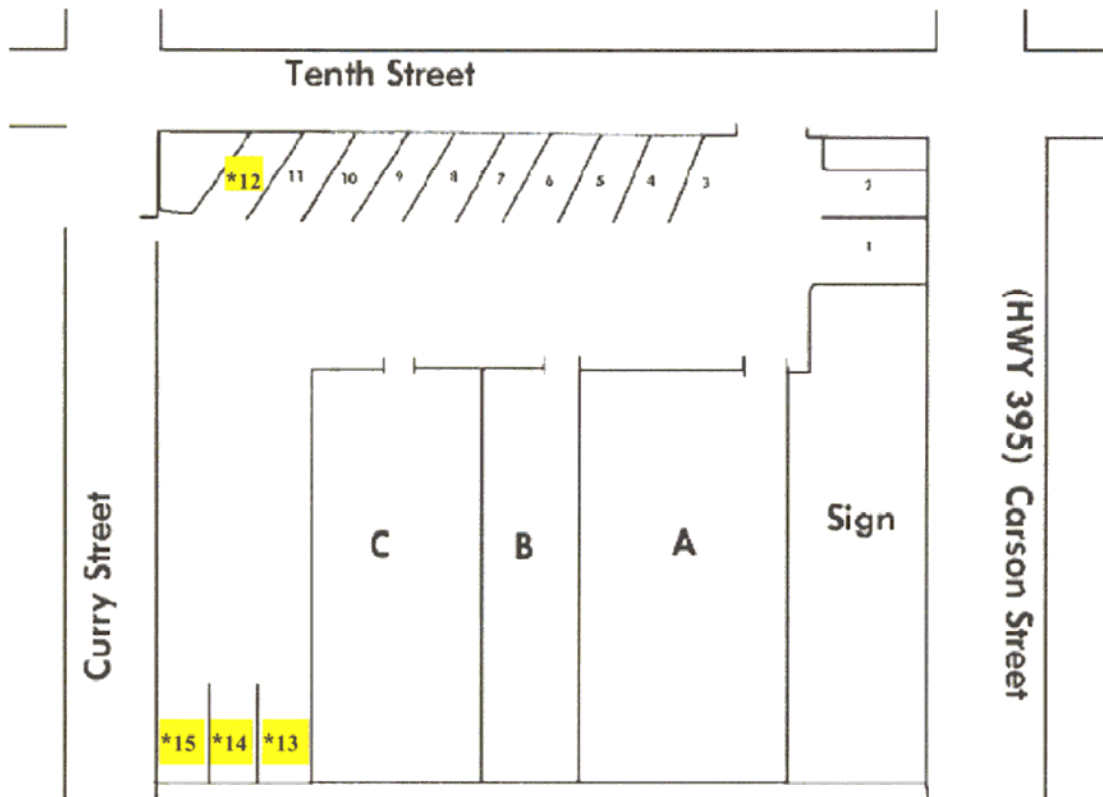 Tenth Street
*12 11 10 9 8 7 6 5 4 3 2
1
(HWY 395) Carson Street
Sign
C B A
Curry Street
*15 *14 *13